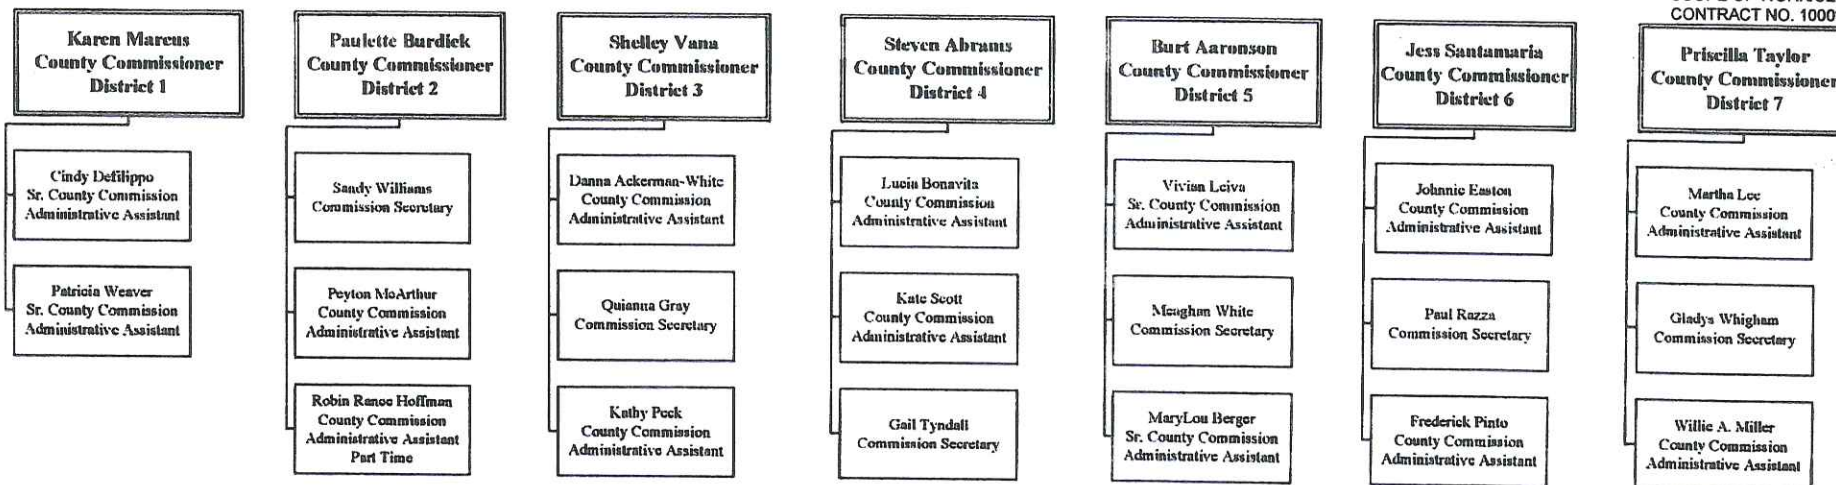 CONTRACT NO. 1000
Karen Marcus
County Commissioner
District 1
Cindy Defilippo
Sr. County Commission
Administrative Assistant
Patricia Weaver
Sr. County Commission
Administrative Assistant
Paulette Burdick
County Commissioner
District 2
Sandy Williams
Commission Secretary
Peyton McArthur
County Commission
Administrative Assistant
Robin Renee Hoffman
County Commission
Administrative Assistant
Part Time
Shelley Vana
County Commissioner
District 3
Danna Ackerman-White
County Commission
Administrative Assistant
Quianna Gray
Commission Secretary
Kathy Peck
County Commission
Administrative Assistant
Steven Abrams
County Commissioner
District 4
Lucia Bonavita
County Commission
Administrative Assistant
Kate Scott
County Commission
Administrative Assistant
Gail Tyndall
Commission Secretary
Burt Aaronson
County Commissioner
District 5
Vivian Leiva
Sr. County Commission
Administrative Assistant
Meaghan White
Commission Secretary
MaryLou Berger
Sr. County Commission
Administrative Assistant
Jess Santamaria
County Commissioner
District 6
Johnnie Easton
County Commission
Administrative Assistant
Paul Razza
Commission Secretary
Frederick Pinto
County Commission
Administrative Assistant
Priscilla Taylor
County Commissioner
District 7
Martha Lee
County Commission
Administrative Assistant
Gladys Whigham
Commission Secretary
Willie A. Miller
County Commission
Administrative Assistant